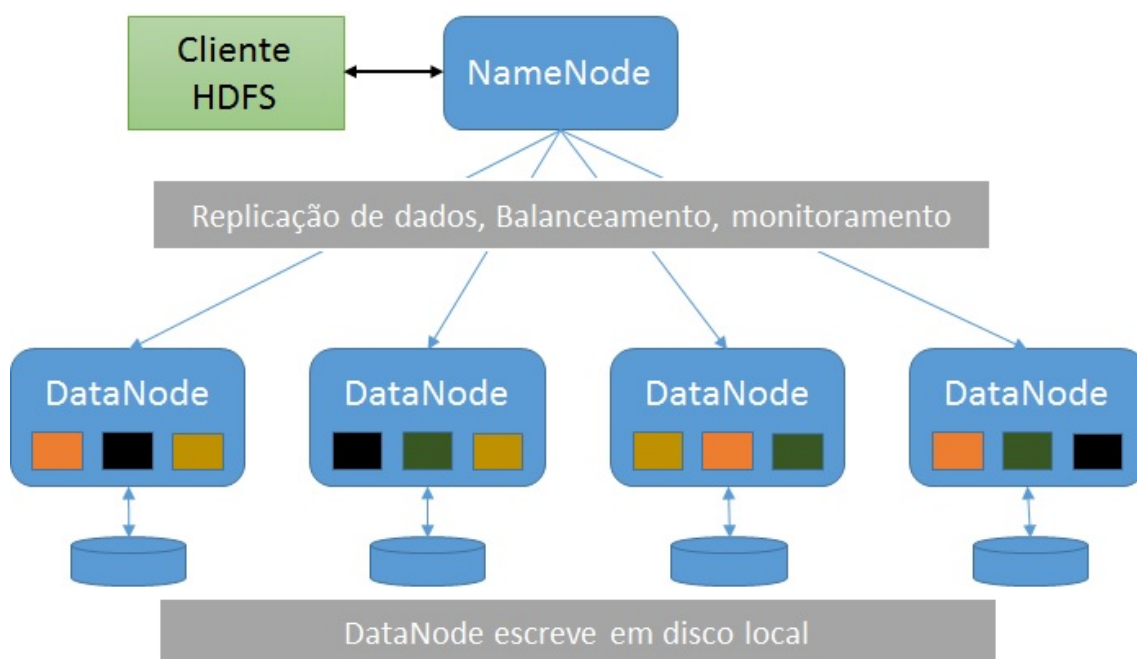 Cliente
HDFS
NameNode
Replicação de dados, Balanceamento, monitoramento
DataNode
DataNode
DataNode
DataNode
DataNode escreve em disco local